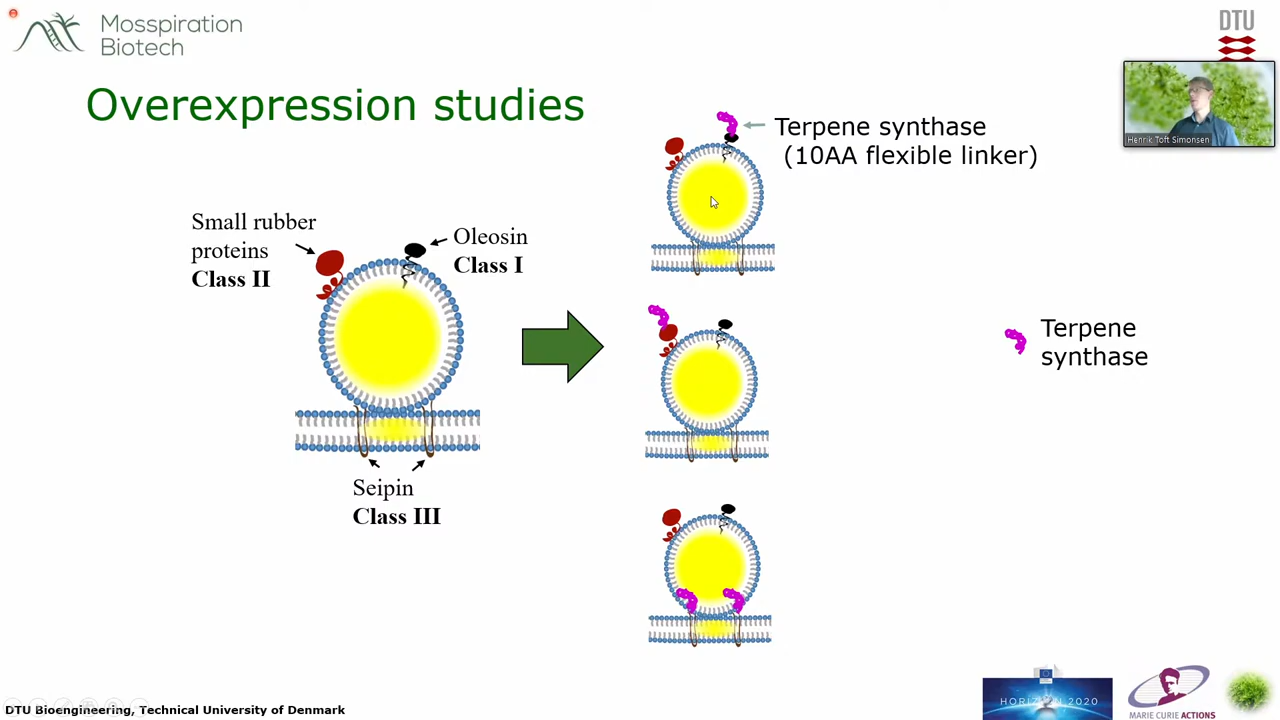 Mosspiration
Biotech
DTU
Overexpression studies
Henrik Toft Simonsen
Terpene synthase
(10AA flexible linker)
Small rubber
proteins
Class II
Oleosin
Class I
Terpene
synthase
Seipin
Class III
HORIZON 2020
MARIE CURIE ACTIONS
DTU Bioengineering, Technical University of Denmark